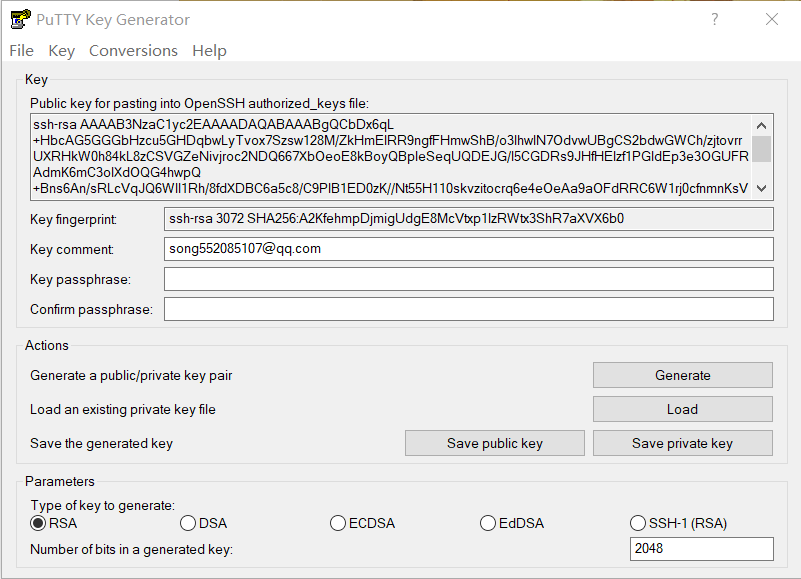 PuTTY Key Generator
File Key Conversions Help
Key
Public key for pasting into OpenSSH authorized_keys file:
ssh-rsa AAAAB3NzaC1yc2EAAAADAQABAAABgQCbDx6qL
+HbcAG5GGGbHzcu5GHDqbwLyTvox7Szsw128M/ZkHmElRR9ngfFHmwShB/o3IhwIN7OdvwUBgCS2bdwGWCh/zjtovrr
UXRHkW0h84kL8zCSVGZeNivjroc2NDQ667XbOeoE8kBoyQBpleSeqUQDEJG/I5CGDRs9JHfHElzf1PGldEp3e3OGUFR
AdmK6mC3olXdOQG4hwpQ
+Bns6An/sRLcVqJQ6WIl1Rh/8fdXDBC6a5c8/C9PIB1ED0zK//Nt55H110skvzitocrq6e4eOeAa9aOFdRRC6W1rj0cfnmnKsV
Key fingerprint:
ssh-rsa 3072 SHA256:A2KfehmpDjmigUdgE8McVtxp1lzRWtx3ShR7aXVX6b0
Key comment:
song552085107@qq.com
Key passphrase:
Confirm passphrase:
Actions
Generate a public/private key pair
Generate
Load an existing private key file
Load
Save the generated key
Save public key
Save private key
Parameters
Type of key to generate:
RSA DSA ECDSA EdDSA SSH-1 (RSA)
Number of bits in a generated key:
2048